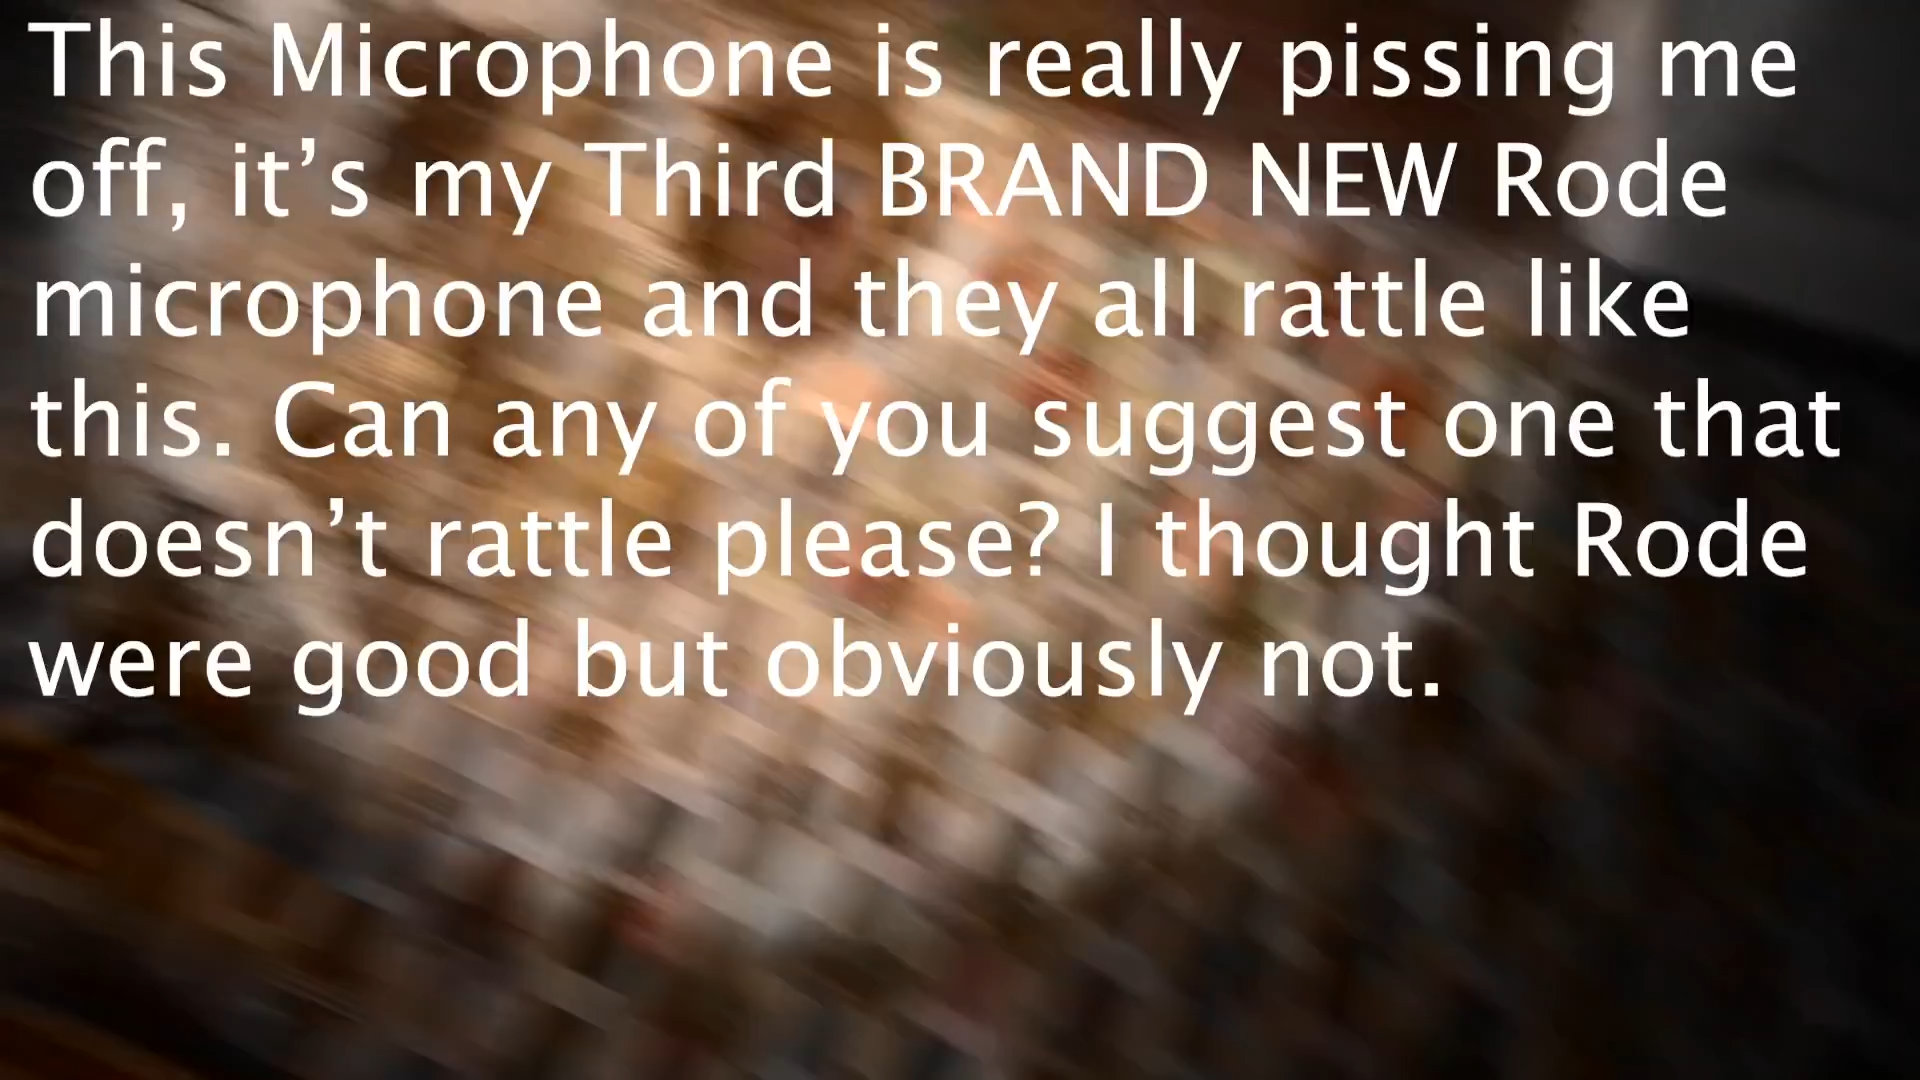 This Microphone is really pissing me
off, it’s my Third BRAND NEW Rode
microphone and they all rattle like
this. Can any of you suggest one that
doesn’t rattle please? I thought Rode
were good but obviously not.